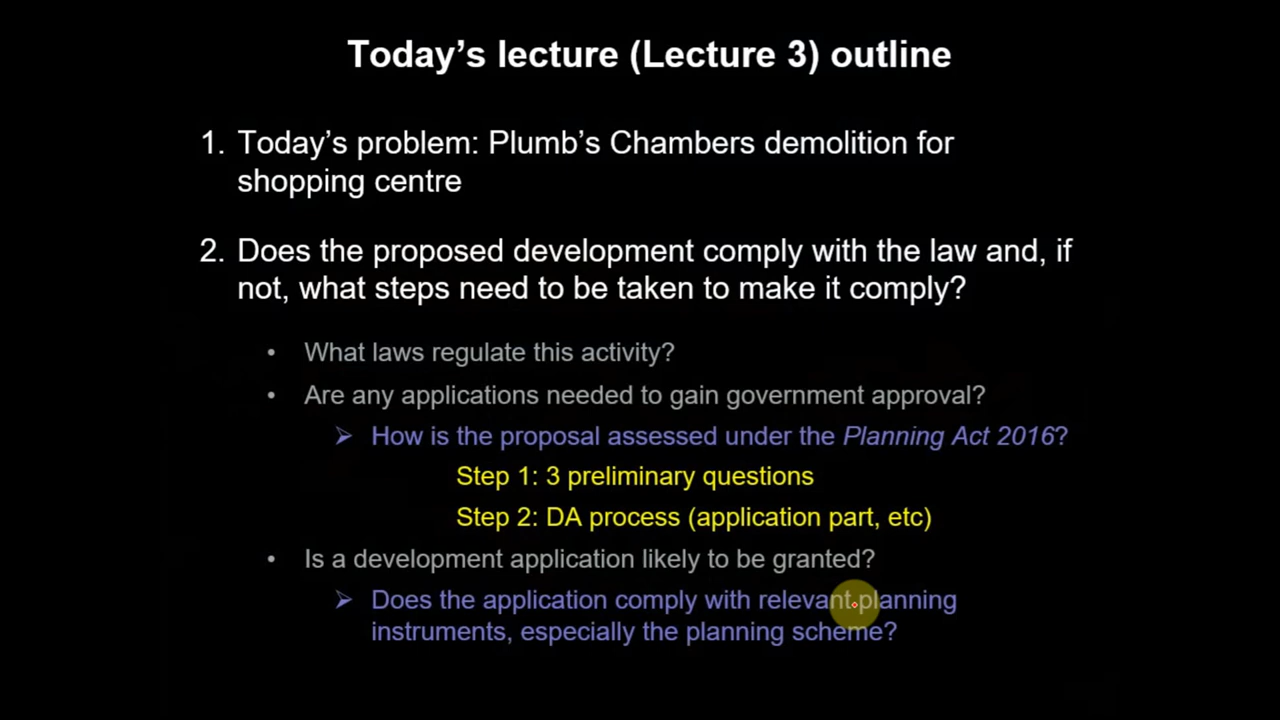 Today's lecture (Lecture 3) outline
1. Today's problem: Plumb's Chambers demolition for
shopping centre
2. Does the proposed development comply with the law and, if
not, what steps need to be taken to make it comply?
• What laws regulate this activity?
• Are any applications needed to gain government approval?
➢ How is the proposal assessed under the Planning Act 2016?
Step 1: 3 preliminary questions
Step 2: DA process (application part, etc)
• Is a development application likely to be granted?
➢ Does the application comply with relevant planning
instruments, especially the planning scheme?